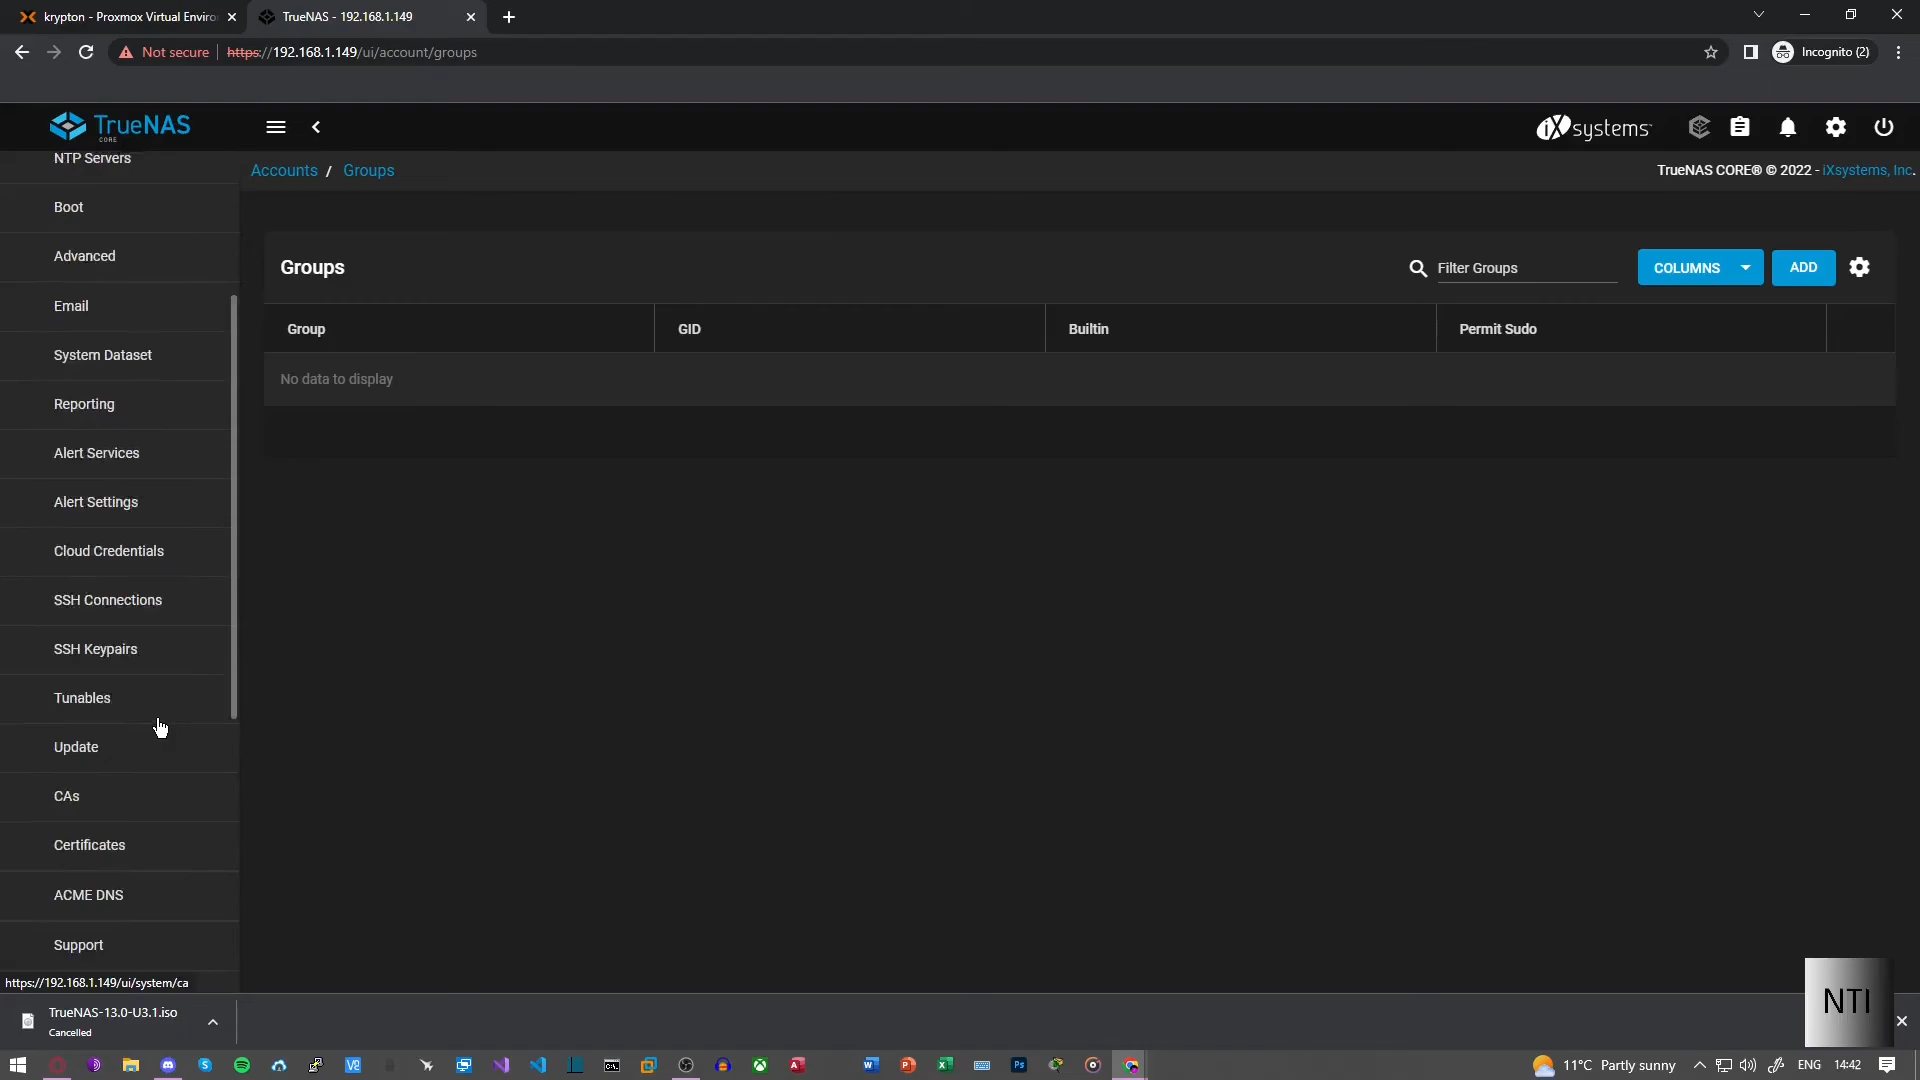 krypton - Proxmox Virtual Enviro
TrueNAS - 192.168.1.149
Not secure
https://192.168.1.149/ui/account/groups
Incognito (2)
TrueNAS
CORE
iXsystems
NTP Servers
Boot
Advanced
Email
System Dataset
Reporting
Alert Services
Alert Settings
Cloud Credentials
SSH Connections
SSH Keypairs
Tunables
Update
CAs
Certificates
ACME DNS
Support
Accounts / Groups
TrueNAS CORE® © 2022 - iXsystems, Inc.
Groups
Filter Groups
COLUMNS
ADD
Group GID Builtin Permit Sudo
No data to display
https://192.168.1.149/ui/system/ca
TrueNAS-13.0-U3.1.iso
Cancelled
NTI
11°C Partly sunny
ENG
14:42